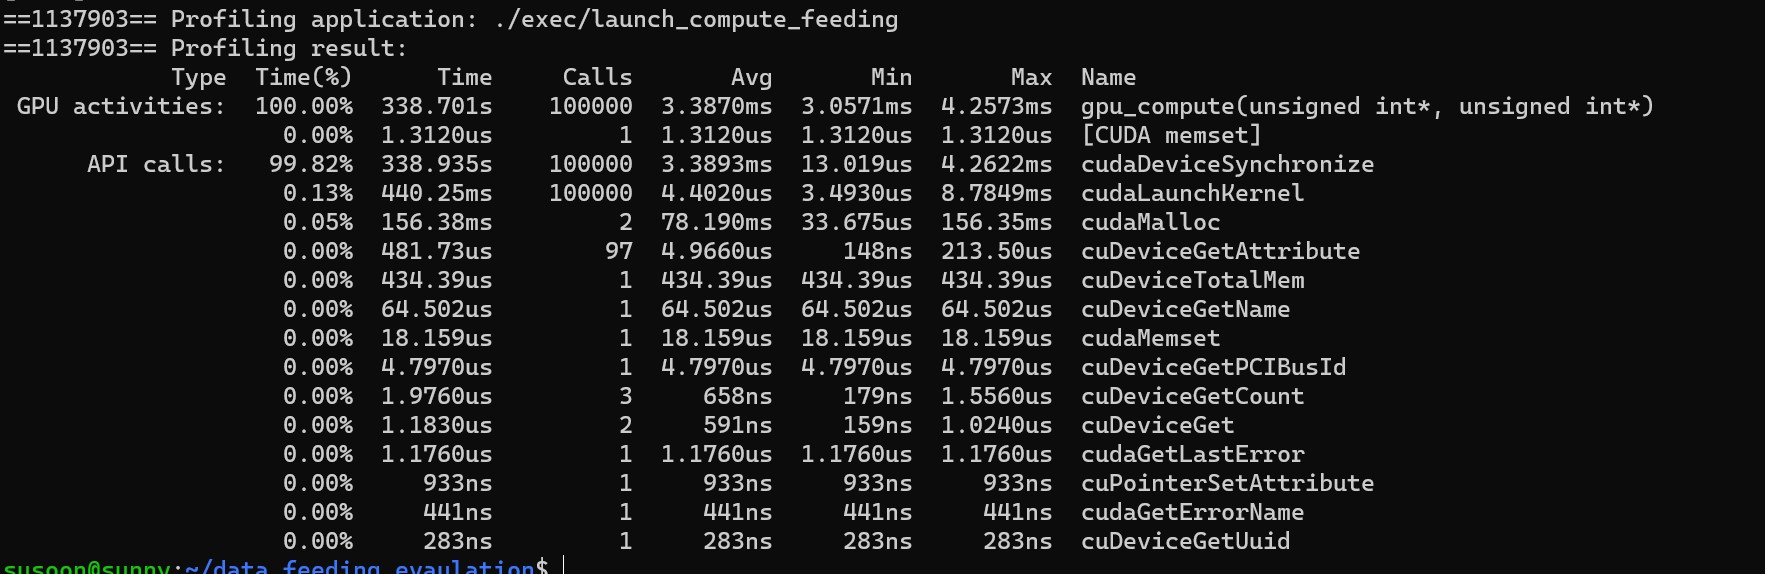 ==1137903== Profiling application: ./exec/launch_compute_feeding
==1137903== Profiling result:
            Type  Time(%)      Time     Calls       Avg       Min       Max  Name
 GPU activities:  100.00%  338.701s    100000  3.3870ms  3.0571ms  4.2573ms  gpu_compute(unsigned int*, unsigned int*)
                    0.00%  1.3120us         1  1.3120us  1.3120us  1.3120us  [CUDA memset]
      API calls:   99.82%  338.935s    100000  3.3893ms  13.019us  4.2622ms  cudaDeviceSynchronize
                    0.13%  440.25ms    100000  4.4020us  3.4930us  8.7849ms  cudaLaunchKernel
                    0.05%  156.38ms         2  78.190ms  33.675us  156.35ms  cudaMalloc
                    0.00%  481.73us        97  4.9660us     148ns  213.50us  cuDeviceGetAttribute
                    0.00%  434.39us         1  434.39us  434.39us  434.39us  cuDeviceTotalMem
                    0.00%  64.502us         1  64.502us  64.502us  64.502us  cuDeviceGetName
                    0.00%  18.159us         1  18.159us  18.159us  18.159us  cudaMemset
                    0.00%  4.7970us         1  4.7970us  4.7970us  4.7970us  cuDeviceGetPCIBusId
                    0.00%  1.9760us         3     658ns     179ns  1.5560us  cuDeviceGetCount
                    0.00%  1.1830us         2     591ns     159ns  1.0240us  cuDeviceGet
                    0.00%  1.1760us         1  1.1760us  1.1760us  1.1760us  cudaGetLastError
                    0.00%     933ns         1     933ns     933ns     933ns  cuPointerSetAttribute
                    0.00%     441ns         1     441ns     441ns     441ns  cudaGetErrorName
                    0.00%     283ns         1     283ns     283ns     283ns  cuDeviceGetUuid
susoon@sunny:~/data_feeding_evaulation$